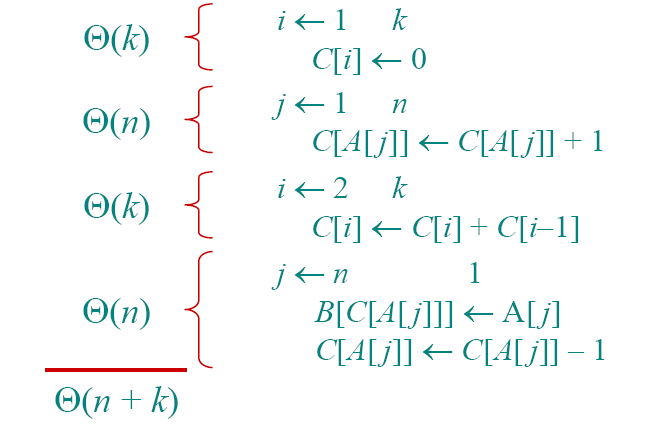 Θ(k)
i ← 1 k
C[i] ← 0
Θ(n)
j ← 1 n
C[A[j]] ← C[A[j]] + 1
Θ(k)
i ← 2 k
C[i] ← C[i] + C[i–1]
Θ(n)
j ← n 1
B[C[A[j]]] ← A[j]
C[A[j]] ← C[A[j]] – 1
Θ(n + k)